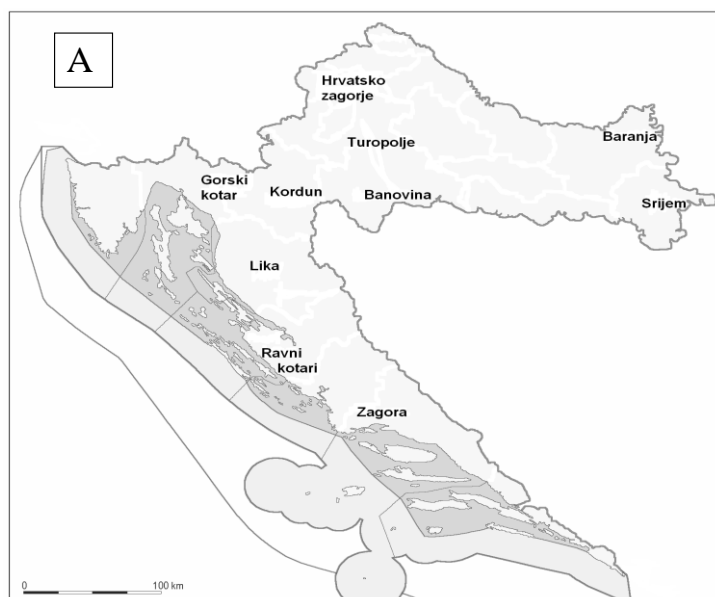 A
Hrvatsko
zagorje
Baranja
Turopolje
Gorski
kotar
Kordun
Banovina
Srijem
Lika
Ravni
kotari
Zagora
0 100 km